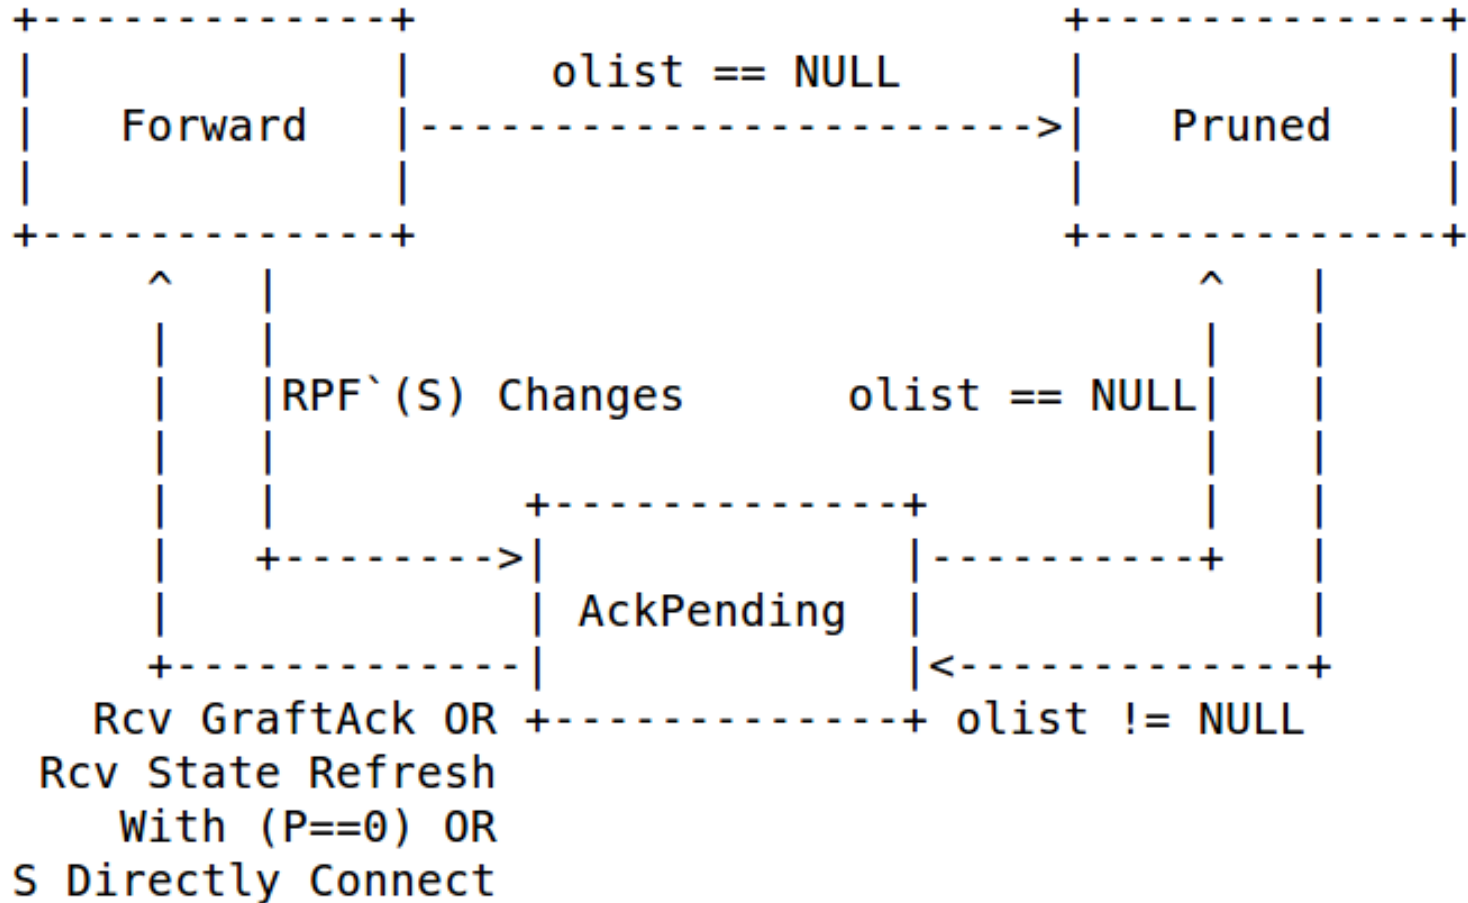 +-------------+                        +-------------+
|             |     olist == NULL      |             |
|   Forward   |----------------------->|   Pruned    |
|             |                        |             |
+-------------+                        +-------------+
     ^   |                                  ^   |
     |   |                                  |   |
     |   |RPF`(S) Changes      olist == NULL|   |
     |   |                                  |   |
     |   |         +-------------+          |   |
     |   +-------->|             |----------+   |
     |             | AckPending  |              |
     +-------------|             |<-------------+
   Rcv GraftAck OR +-------------+ olist != NULL
 Rcv State Refresh
    With (P==0) OR
S Directly Connect